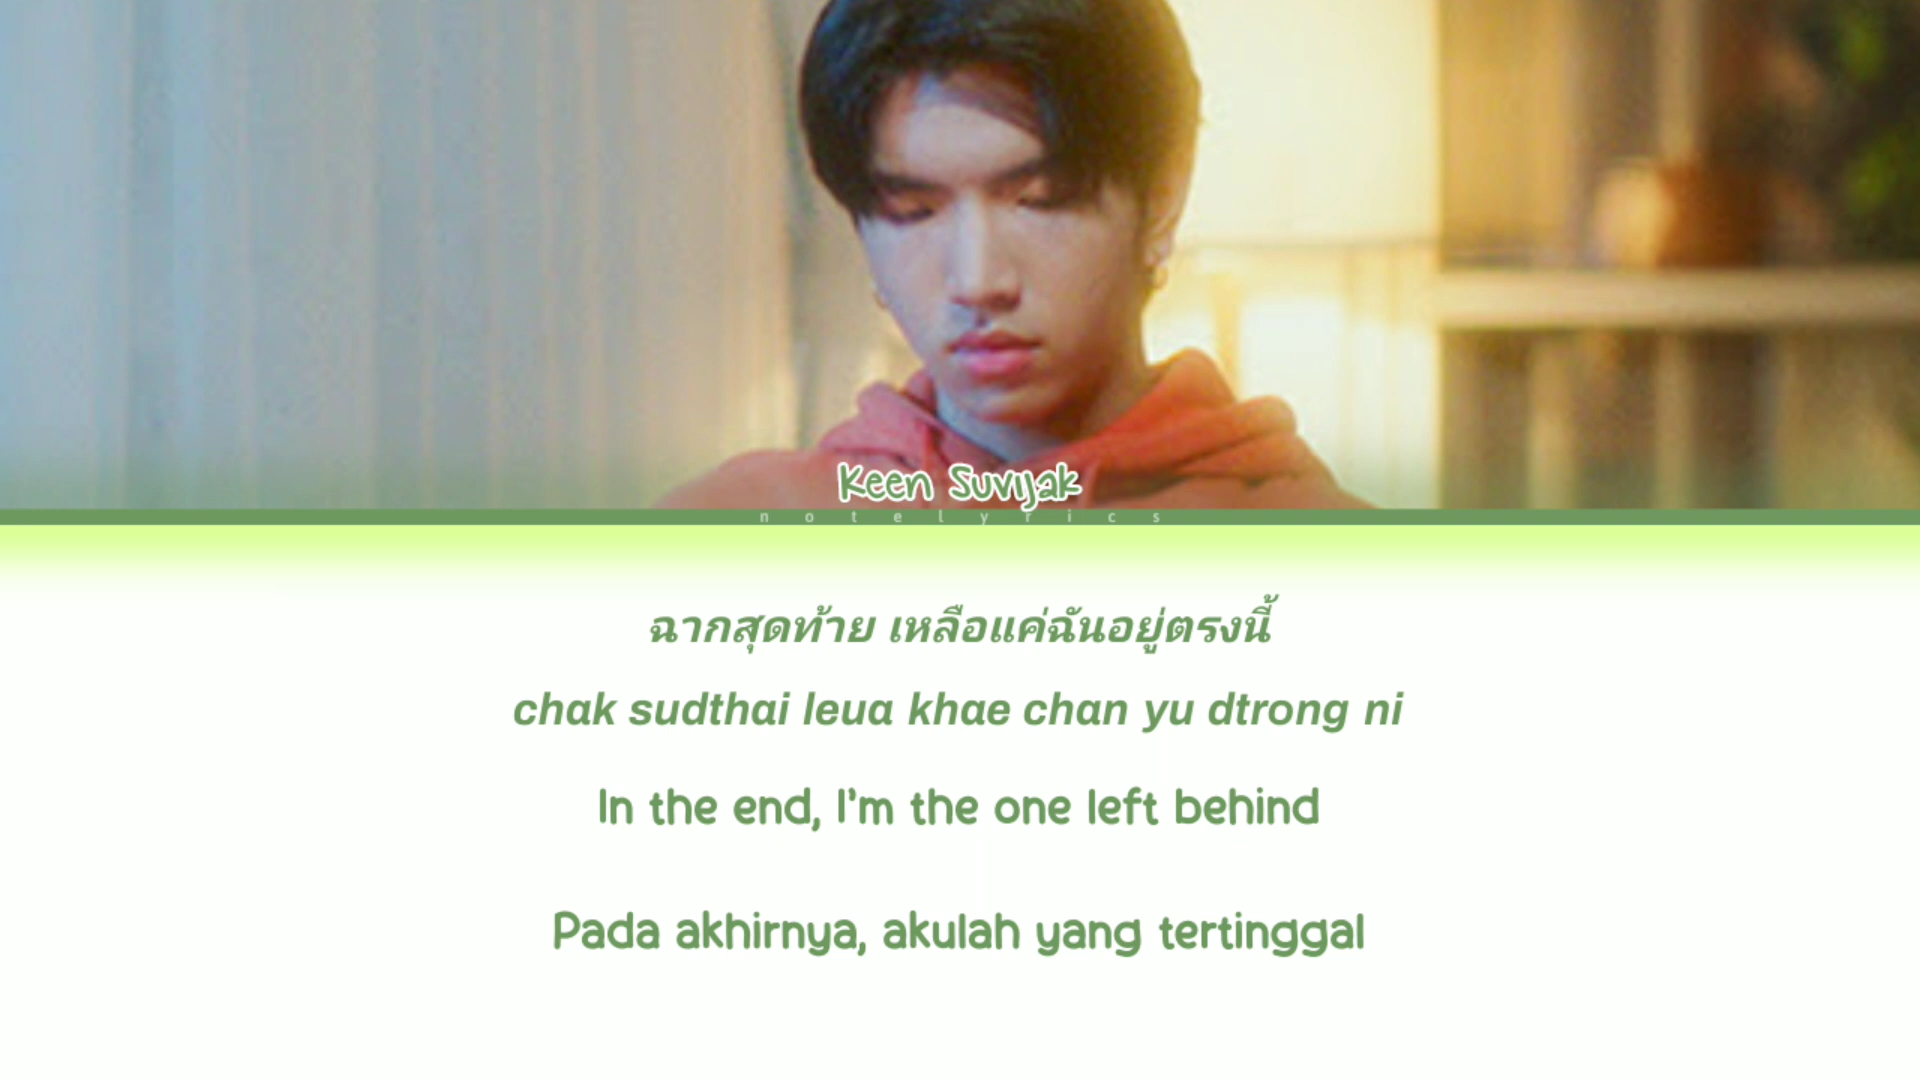 Keen Suvijak
notelyrics
ฉากสุดท้าย เหลือแค่ฉันอยู่ตรงนี้
chak sudthai leua khae chan yu dtrong ni
In the end, I'm the one left behind
Pada akhirnya, akulah yang tertinggal